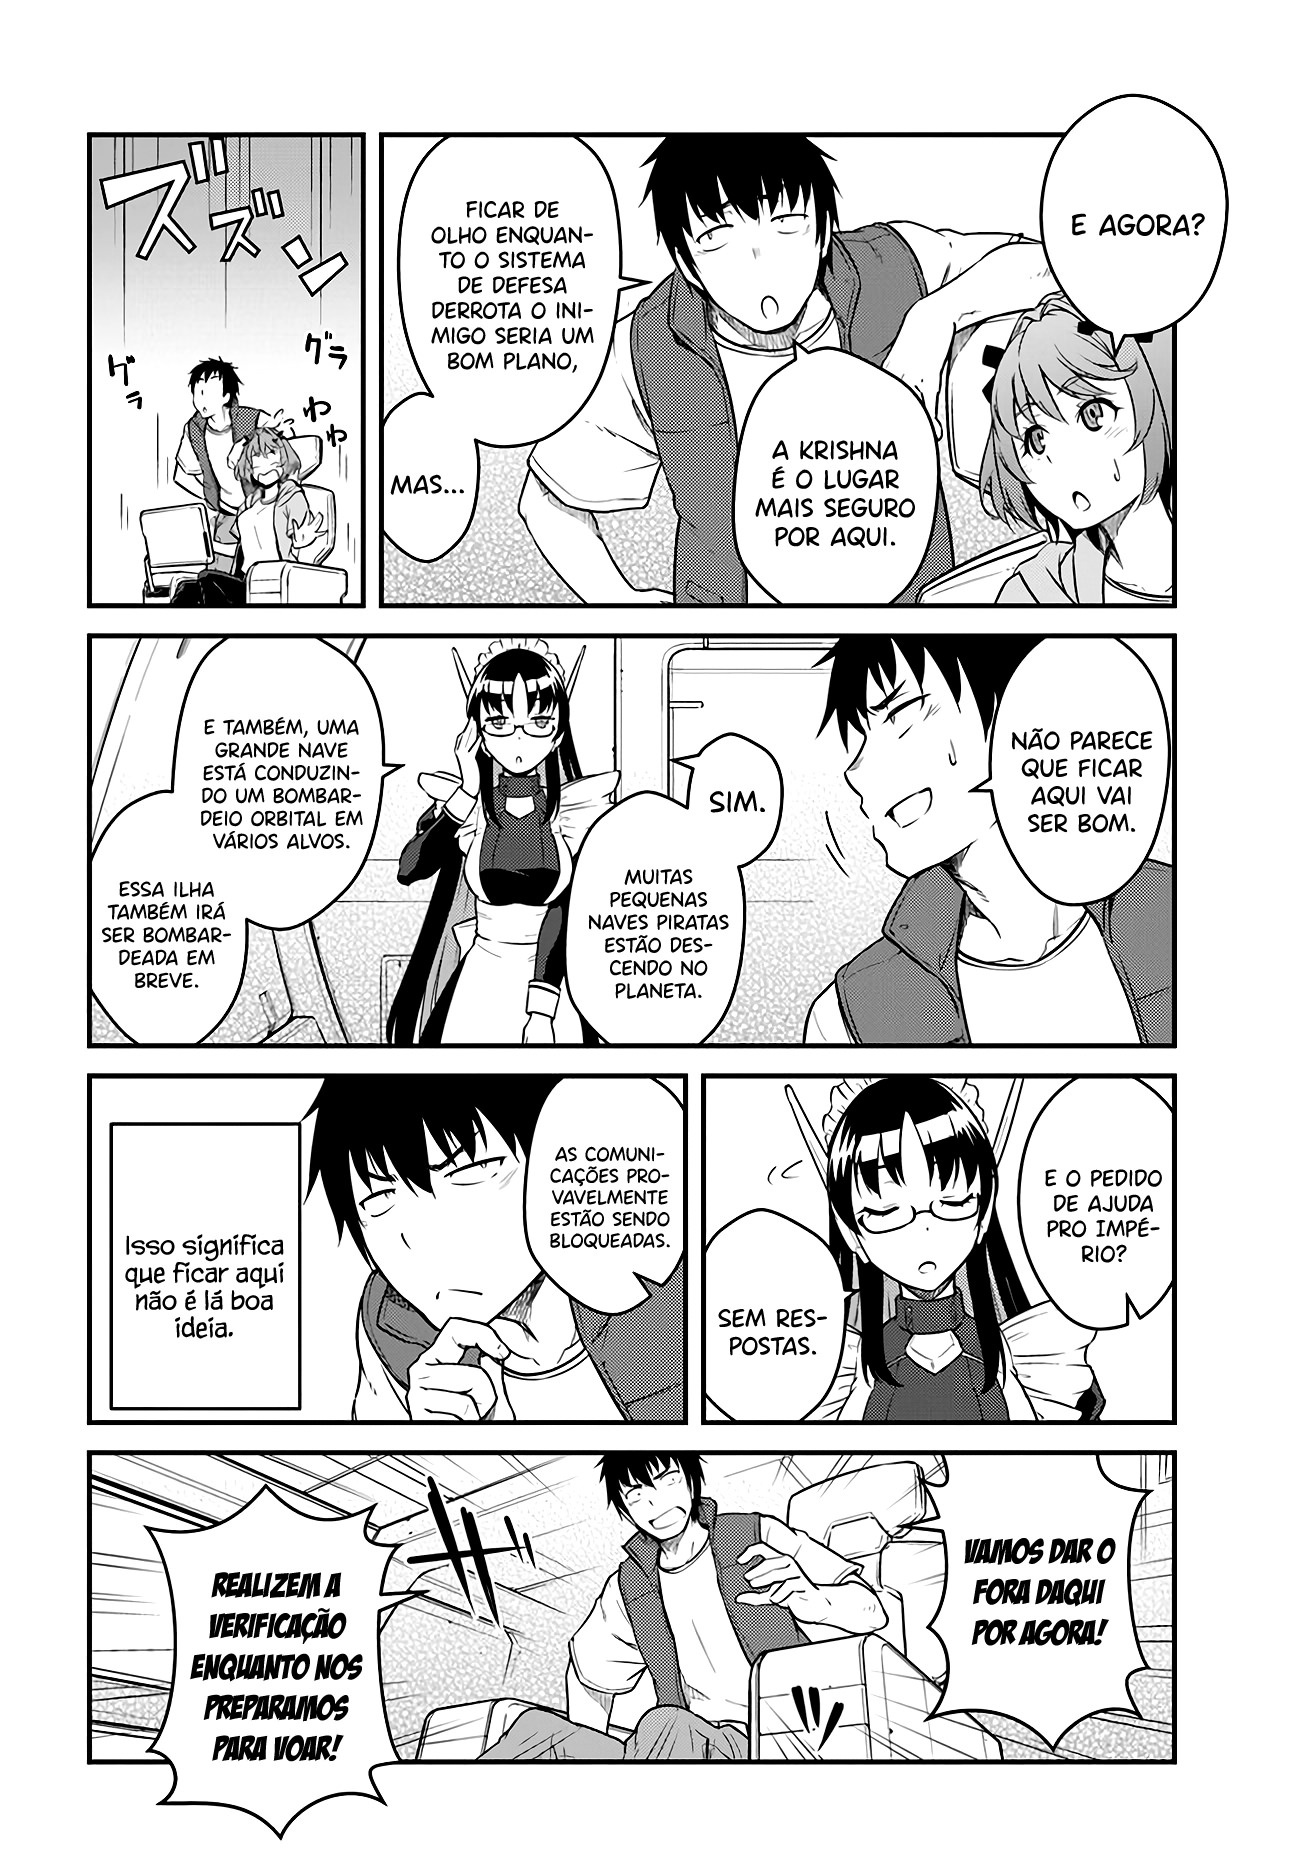 E AGORA?
A KRISHNA
É O LUGAR
MAIS SEGURO
POR AQUI.
FICAR DE
OLHO ENQUAN-
TO O SISTEMA
DE DEFESA
DERROTA O INI-
MIGO SERIA UM
BOM PLANO,
MAS...
ズズズン
グラ
グラ
わわわ
NÃO PARECE
QUE FICAR
AQUI VAI
SER BOM.
SIM.
MUITAS
PEQUENAS
NAVES PIRATAS
ESTÃO DES-
CENDO NO
PLANETA.
E TAMBÉM, UMA
GRANDE NAVE
ESTÁ CONDUZIN-
DO UM BOMBAR-
DEIO ORBITAL EM
VÁRIOS ALVOS.
ESSA ILHA
TAMBÉM IRÁ
SER BOMBAR-
DEADA EM
BREVE.
E O PEDIDO
DE AJUDA
PRO IMPÉ-
RIO?
SEM RES-
POSTAS.
AS COMUNI-
CAÇÕES PRO-
VAVELMENTE
ESTÃO SENDO
BLOQUEADAS.
Isso significa
que ficar aqui
não é lá boa
ideia.
VAMOS DAR O
FORA DAQUI
POR AGORA!
REALIZEM A
VERIFICAÇÃO
ENQUANTO NOS
PREPARAMOS
PARA VOAR!